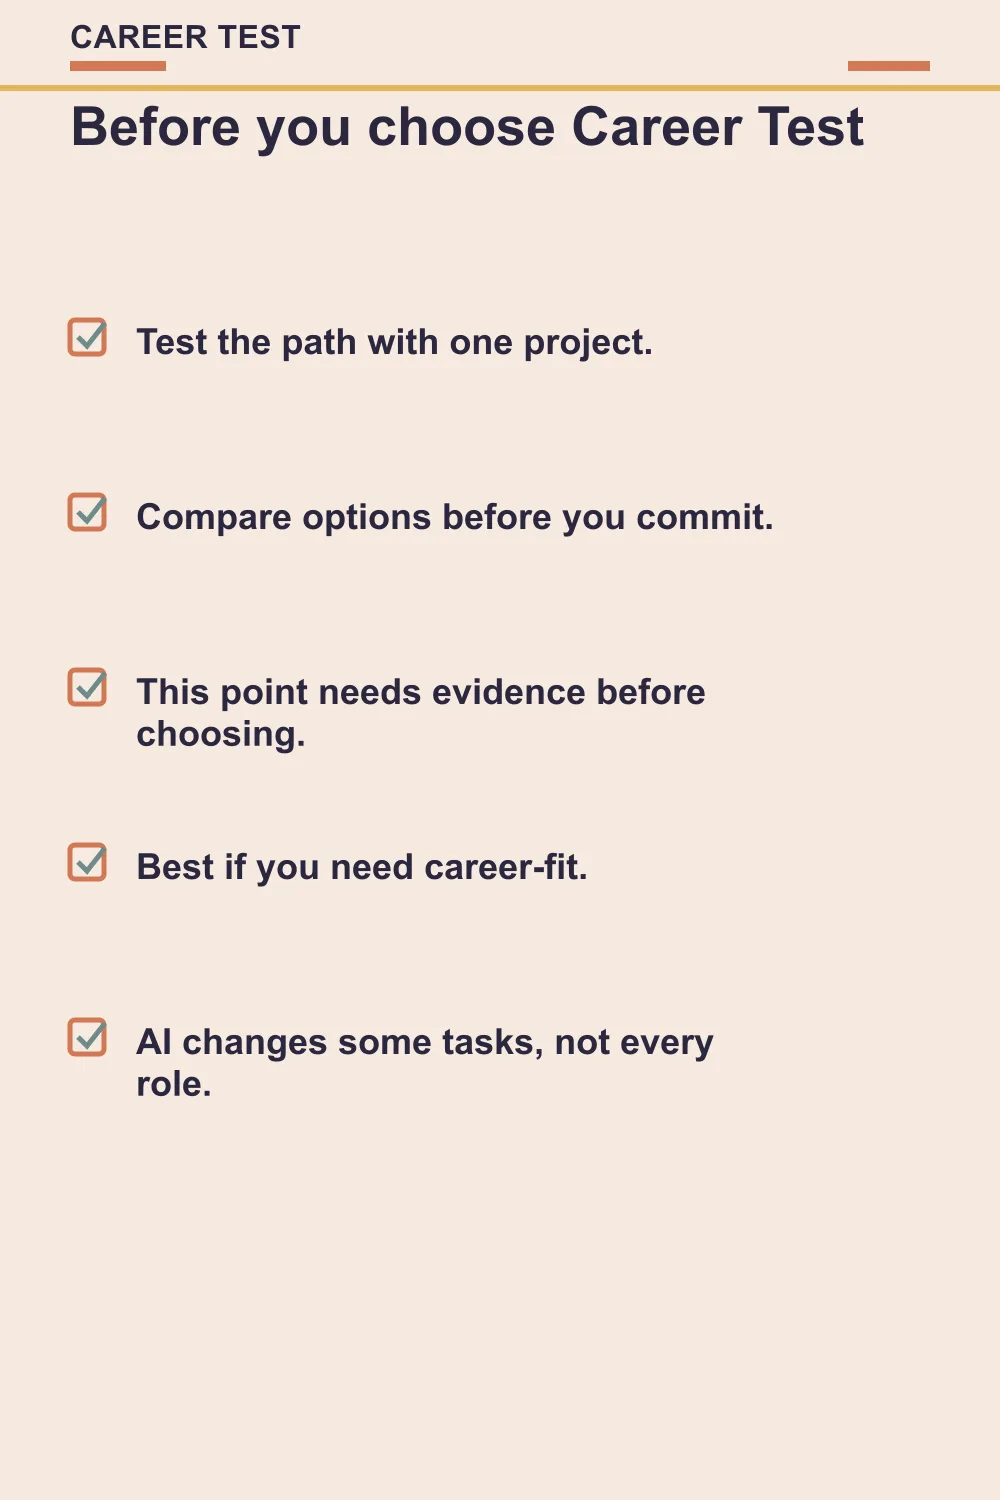 CAREER TEST
Before you choose Career Test
Test the path with one project.
Compare options before you commit.
This point needs evidence before
choosing.
Best if you need career-fit.
AI changes some tasks, not every
role.